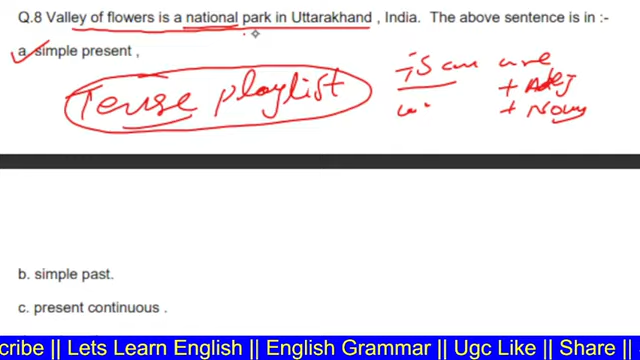 Q.8 Valley of flowers is a national park in Uttarakhand , India. The above sentence is in :-
a. simple present ,
is am are
Tense playlist
+ Adj
+ Noun
b. simple past.
c. present continuous .
scribe || Lets Learn English || English Grammar || Ugc Like || Share ||